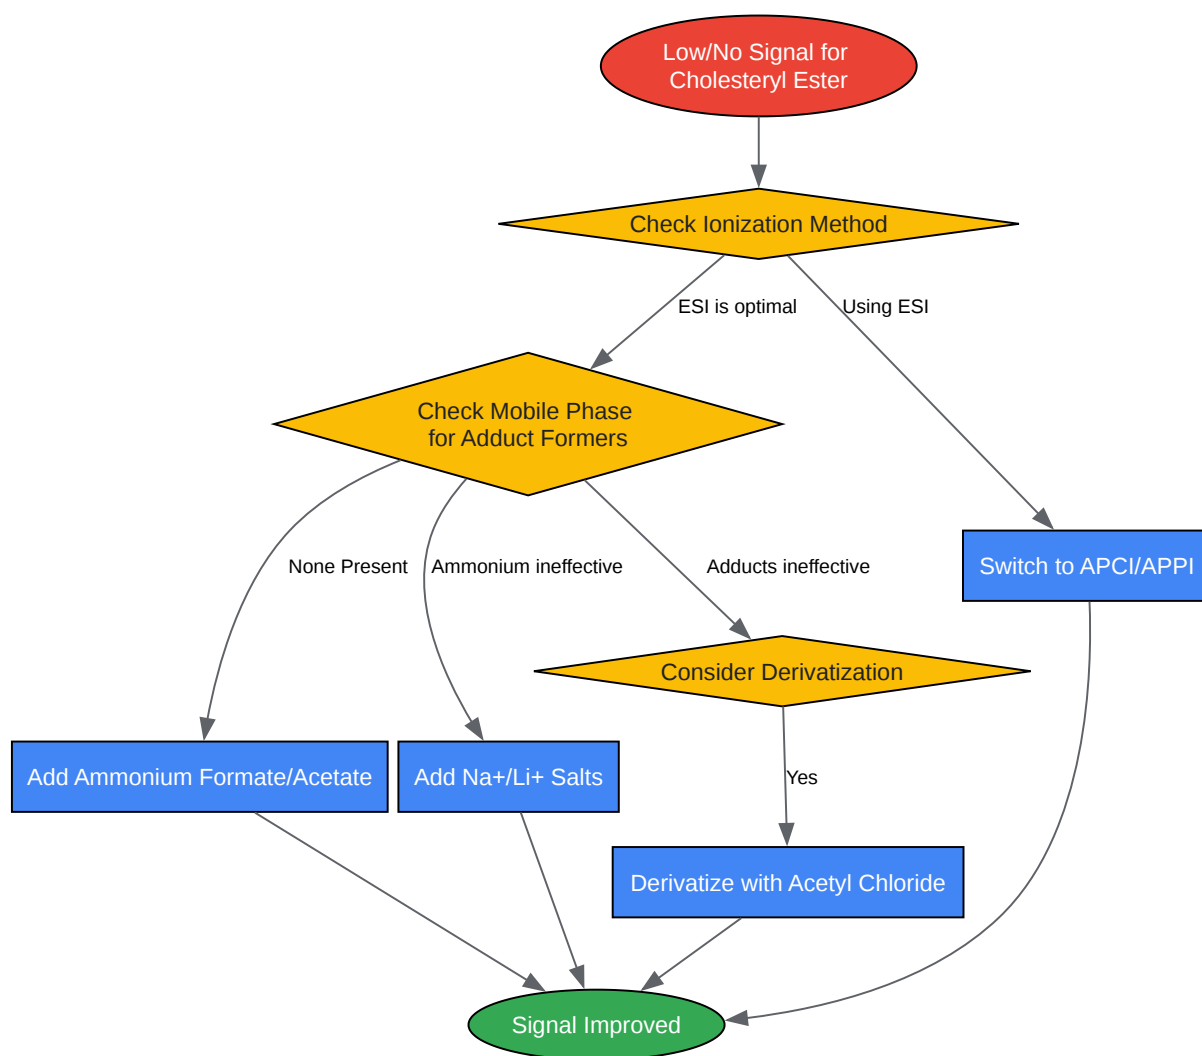 Low/No Signal for
Cholesteryl Ester
Check Ionization Method
ESI is optimal
Using ESI
Check Mobile Phase
for Adduct Formers
None Present
Ammonium ineffective
Adducts ineffective
Switch to APCI/APPI
Consider Derivatization
Add Ammonium Formate/Acetate
Add Na+/Li+ Salts
Yes
Derivatize with Acetyl Chloride
Signal Improved